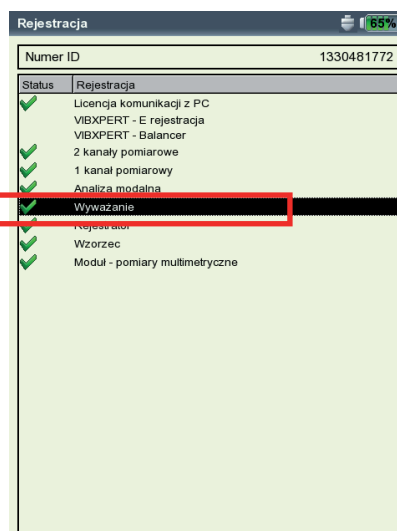 Rejestracja 65%
Numer ID 1330481772
Status Rejestracja
Licencja komunikacji z PC
VIBXPERT - E rejestracja
VIBXPERT - Balancer
2 kanały pomiarowe
1 kanał pomiarowy
Analiza modalna
Wyważanie
Rejestrator
Wzorzec
Moduł - pomiary multimetryczne